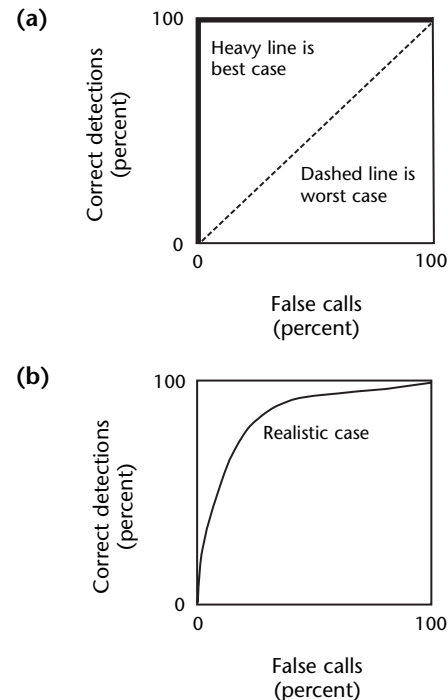 (a)
100
Heavy line is
best case
Correct detections
(percent)
Dashed line is
worst case
0
0
100
False calls
(percent)
(b)
100
Realistic case
Correct detections
(percent)
0
0
100
False calls
(percent)